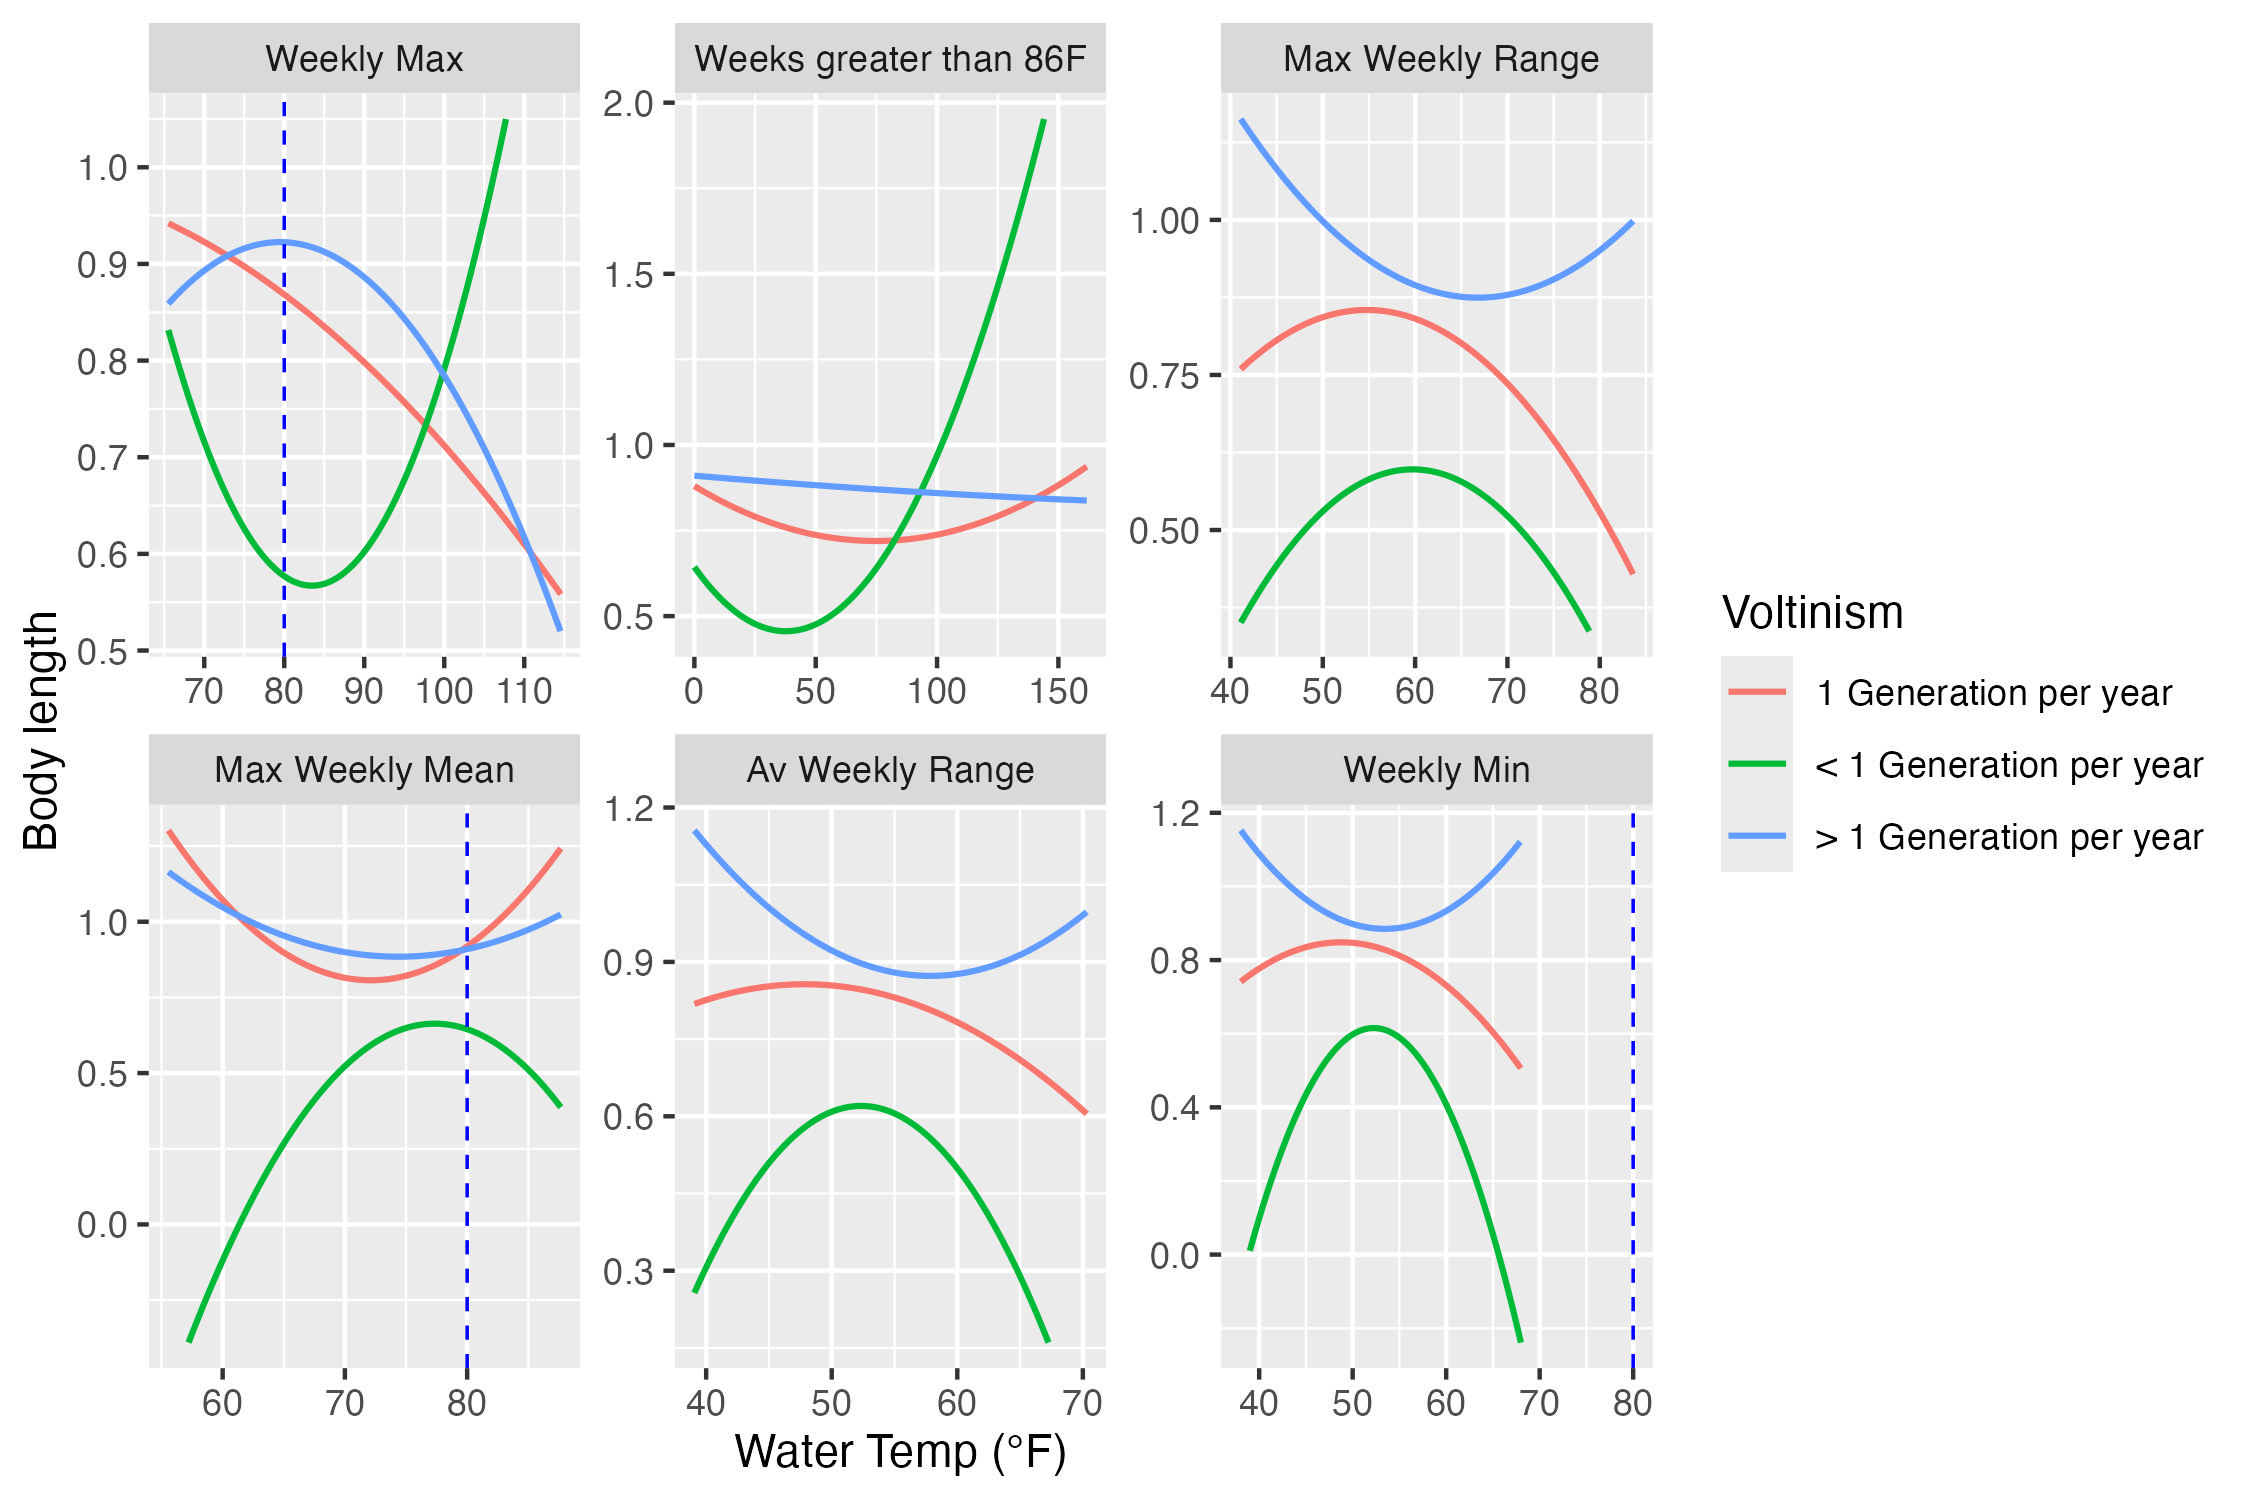 Weekly Max
Weeks greater than 86F
Max Weekly Range
1.0
0.9
0.8
0.7
0.6
0.5
70 80 90 100 110
2.0
1.5
1.0
0.5
0 50 100 150
1.00
0.75
0.50
40 50 60 70 80
Body length
Max Weekly Mean
Av Weekly Range
Weekly Min
1.0
0.5
0.0
60 70 80
1.2
0.9
0.6
0.3
40 50 60 70
1.2
0.8
0.4
0.0
40 50 60 70 80
Water Temp (°F)
Voltinism
1 Generation per year
< 1 Generation per year
> 1 Generation per year